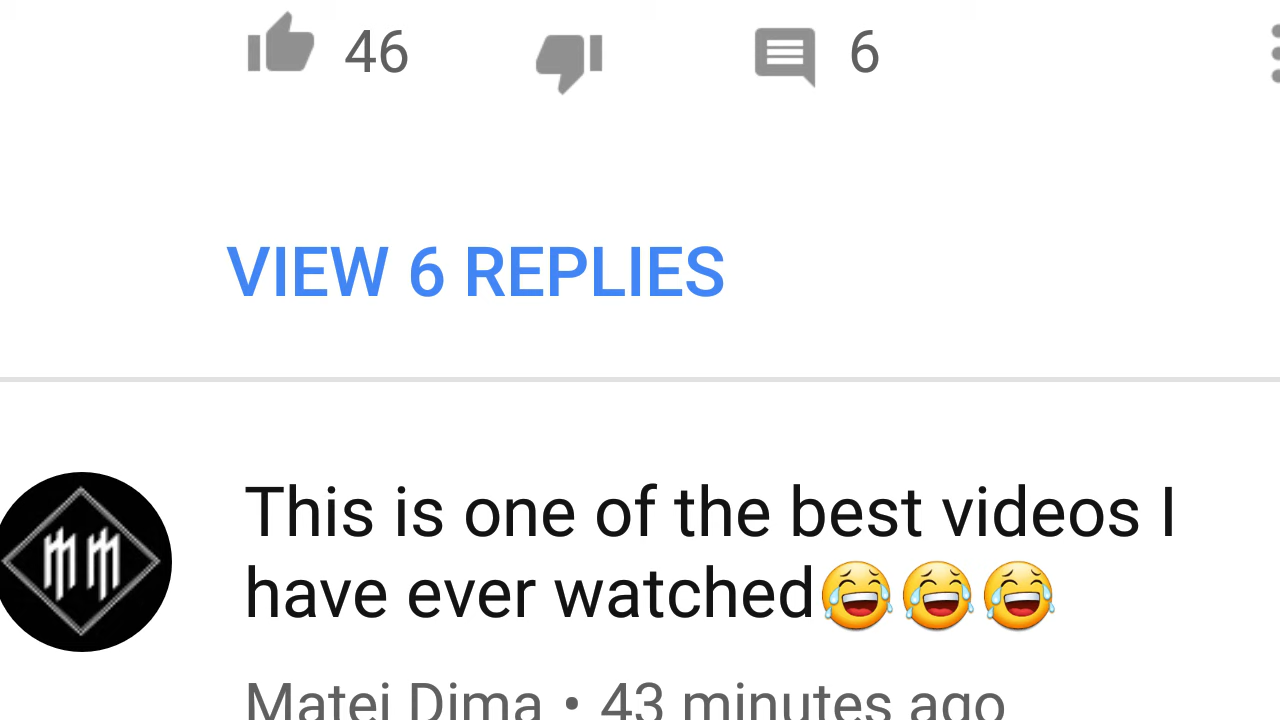 46 6
VIEW 6 REPLIES
This is one of the best videos I
have ever watched😂😂😂
Matei Dima • 43 minutes ago